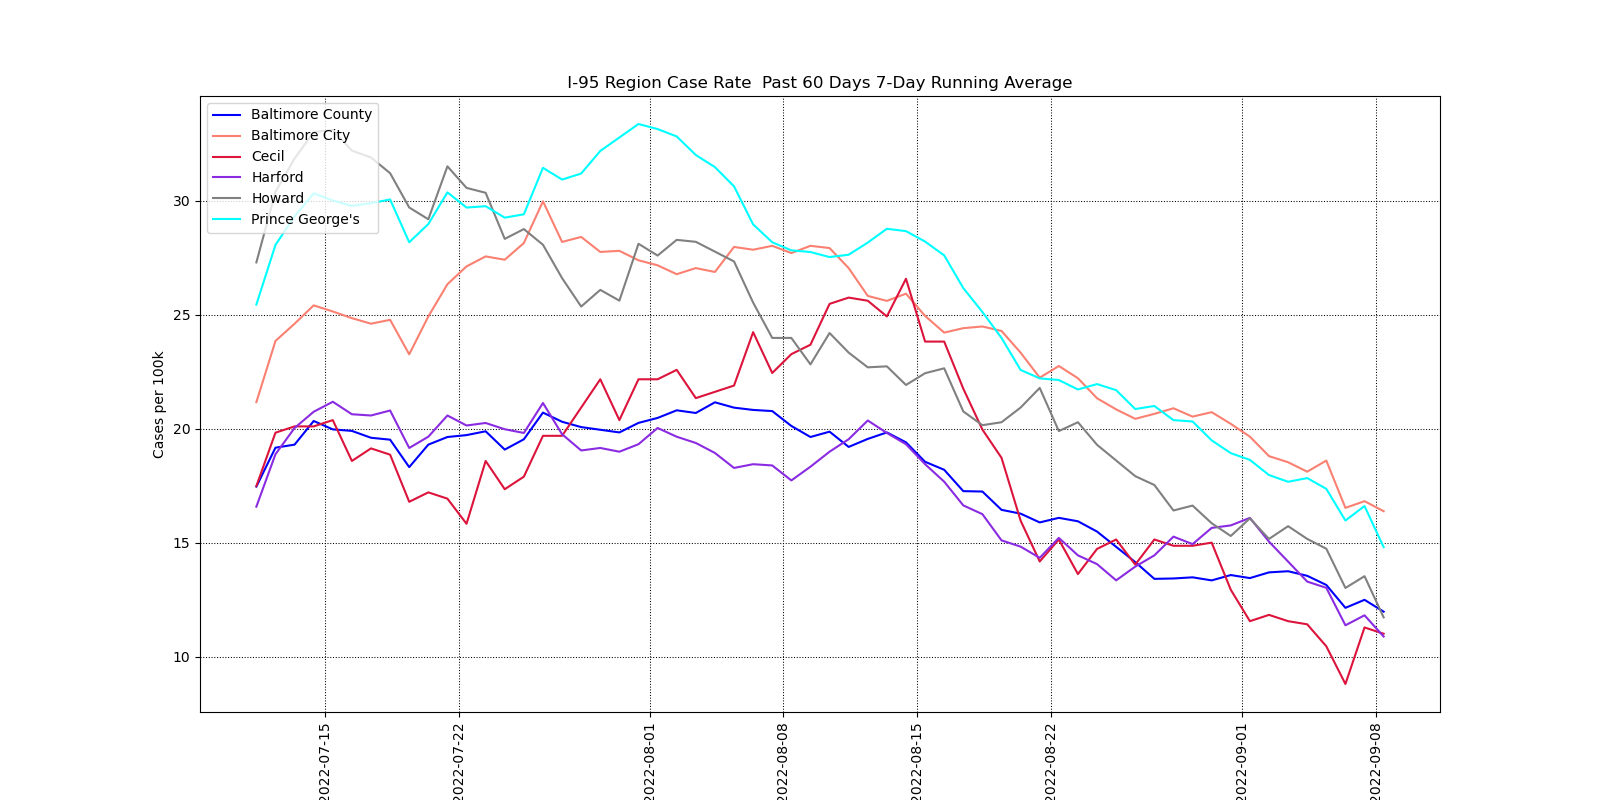 I-95 Region Case Rate  Past 60 Days 7-Day Running Average
Baltimore County
Baltimore City
Cecil
Harford
Howard
Prince George's
Cases per 100k
30
25
20
15
10
2022-07-15
2022-07-22
2022-08-01
2022-08-08
2022-08-15
2022-08-22
2022-09-01
2022-09-08